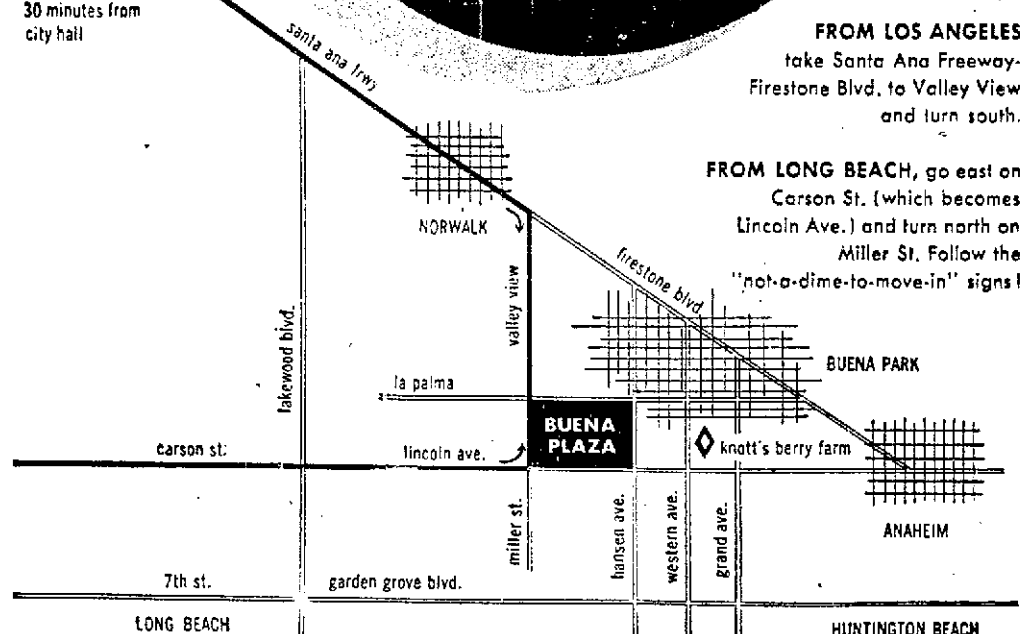 30 minutes from
city hall
FROM LOS ANGELES
take Santa Ana Freeway-
Firestone Blvd. to Valley View
and turn south.
FROM LONG BEACH, go east on
Carson St. (which becomes
Lincoln Ave.) and turn north on
Miller St. Follow the
"not-a-dime-to-move-in" signs!
santa ana frwy
NORWALK
firestone blvd.
valley view
lakewood blvd.
BUENA PARK
la palma
BUENA
PLAZA
knott's berry farm
carson st.
lincoln ave.
miller st.
hansen ave.
western ave.
grand ave.
ANAHEIM
7th st.
garden grove blvd.
LONG BEACH
HUNTINGTON BEACH